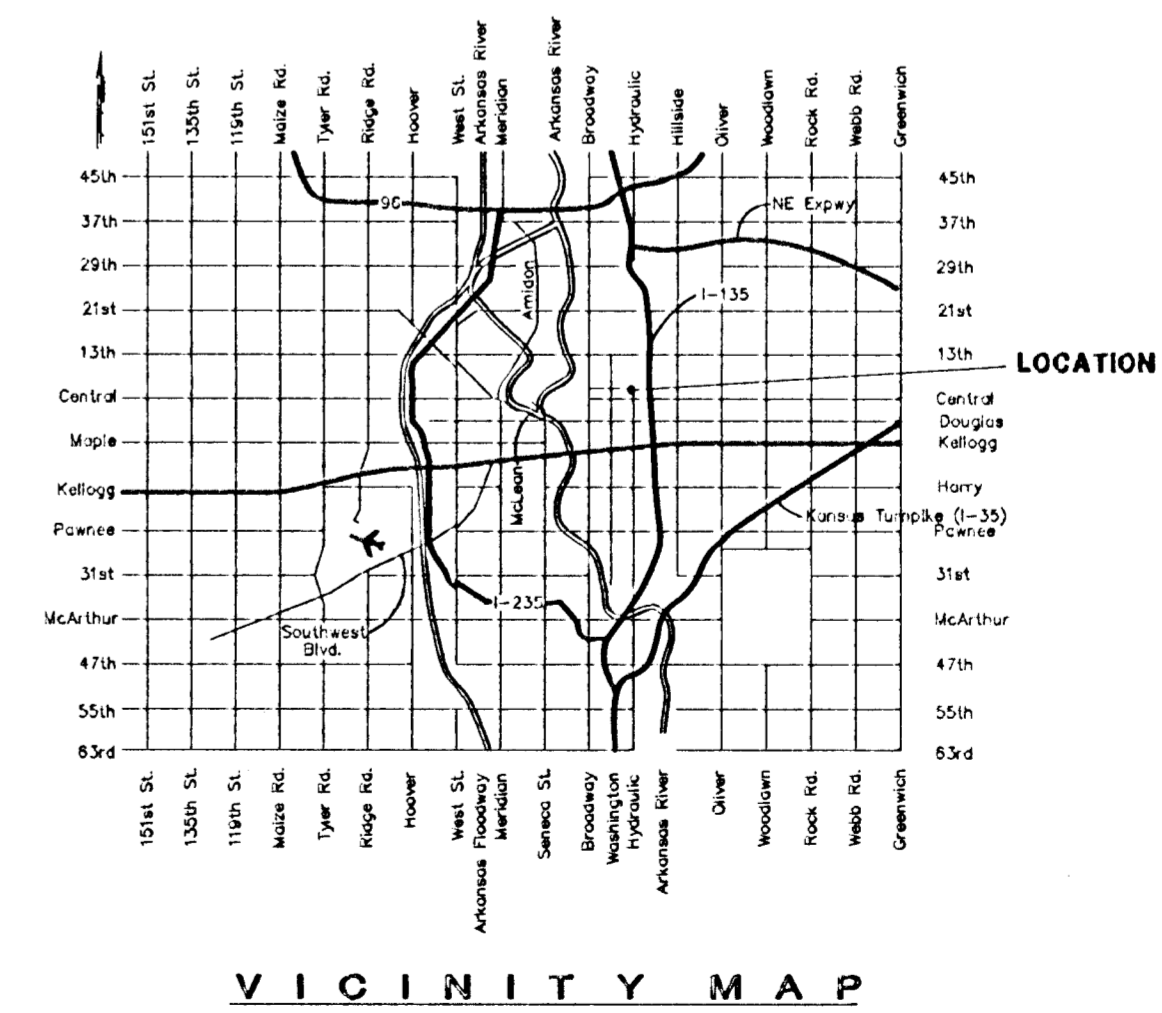 151st St.
135th St.
119th St.
Maize Rd.
Tyler Rd.
Ridge Rd.
Hoover
West St.
Arkansas River
Meridian
Arkansas River
Broadway
Hydraulic
Hillside
Oliver
Woodlawn
Rock Rd.
Webb Rd.
Greenwich
45th
37th
29th
21st
13th
Central
Maple
Kellogg
Pawnee
31st
McArthur
47th
55th
63rd
96
NE Expwy
Amidon
I-135
LOCATION
McLean
Kansas Turnpike (I-35)
I-235
Southwest
Blvd.
45th
37th
29th
21st
13th
Central
Douglas
Kellogg
Harry
Pawnee
31st
McArthur
47th
55th
63rd
151st St.
135th St.
119th St.
Maize Rd.
Tyler Rd.
Ridge Rd.
Hoover
West St.
Arkansas Floodway
Meridian
Seneca St.
Broadway
Washington
Hydraulic
Arkansas River
Oliver
Woodlawn
Rock Rd.
Webb Rd.
Greenwich
VICINITY MAP